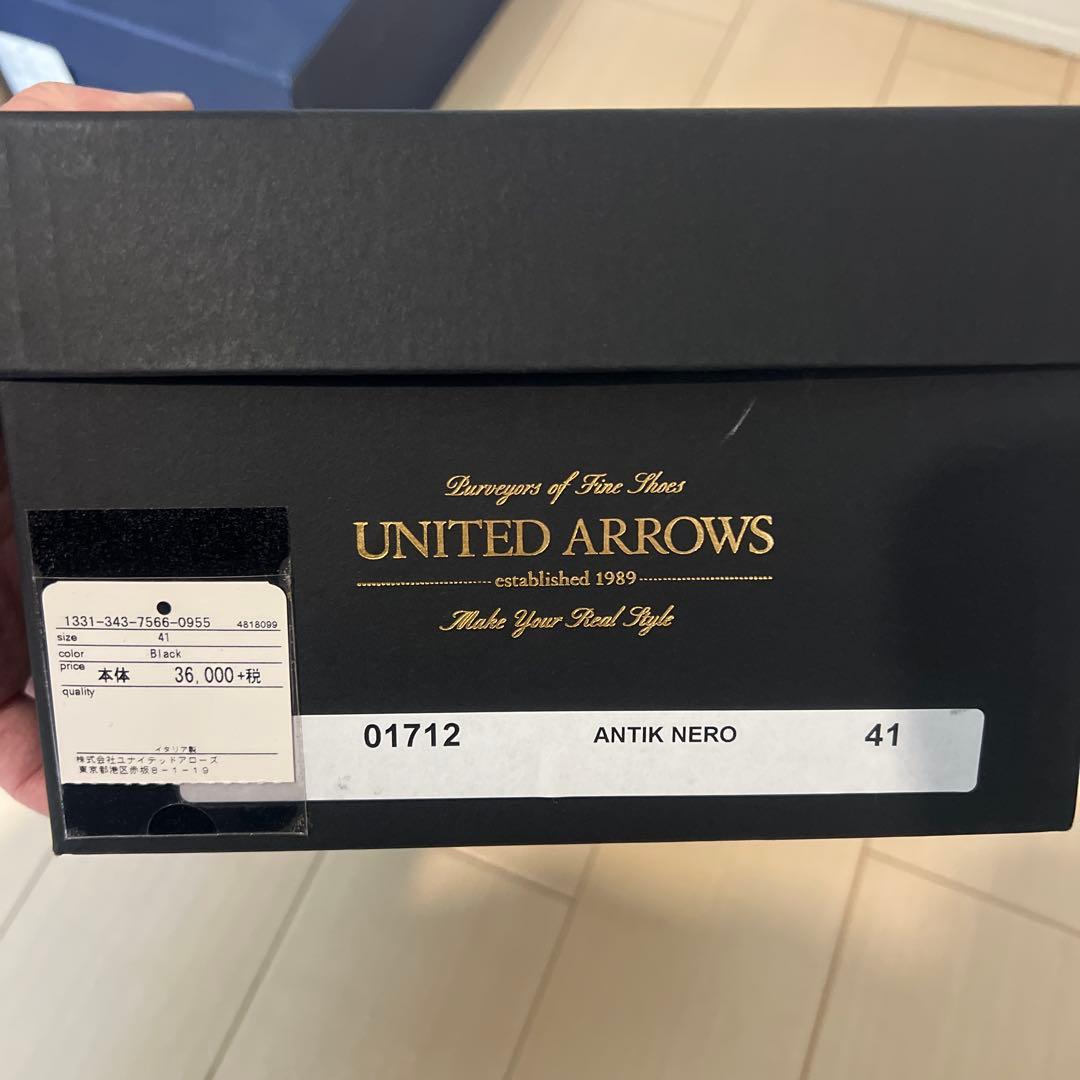 Purveyors of Fine Shoes
UNITED ARROWS
established 1989
Make Your Real Style
1331-343-7566-0955 4818099
size 41
color Black
price 本体 36,000+税
quality
イタリア製
株式会社ユナイテッドアローズ
東京都港区赤坂8-1-19
01712 ANTIK NERO 41